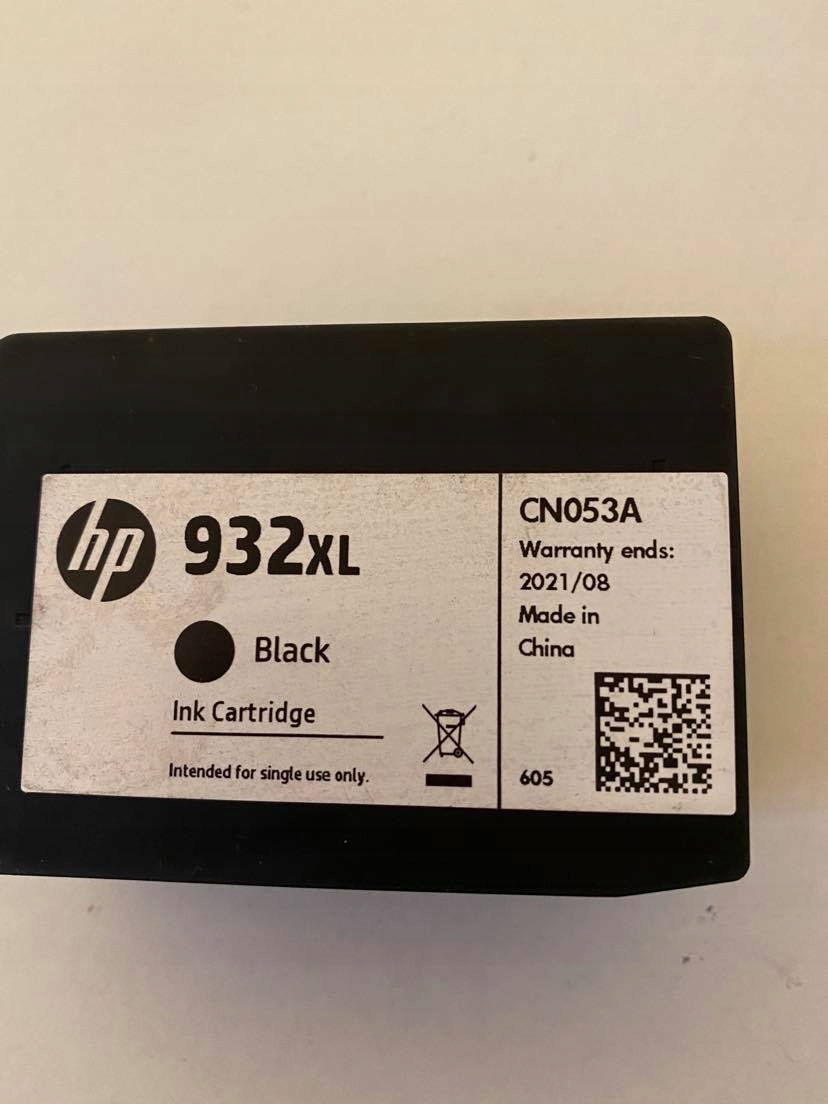 hp
932XL
Black
Ink Cartridge
Intended for single use only.
CN053A
Warranty ends:
2021/08
Made in
China
605